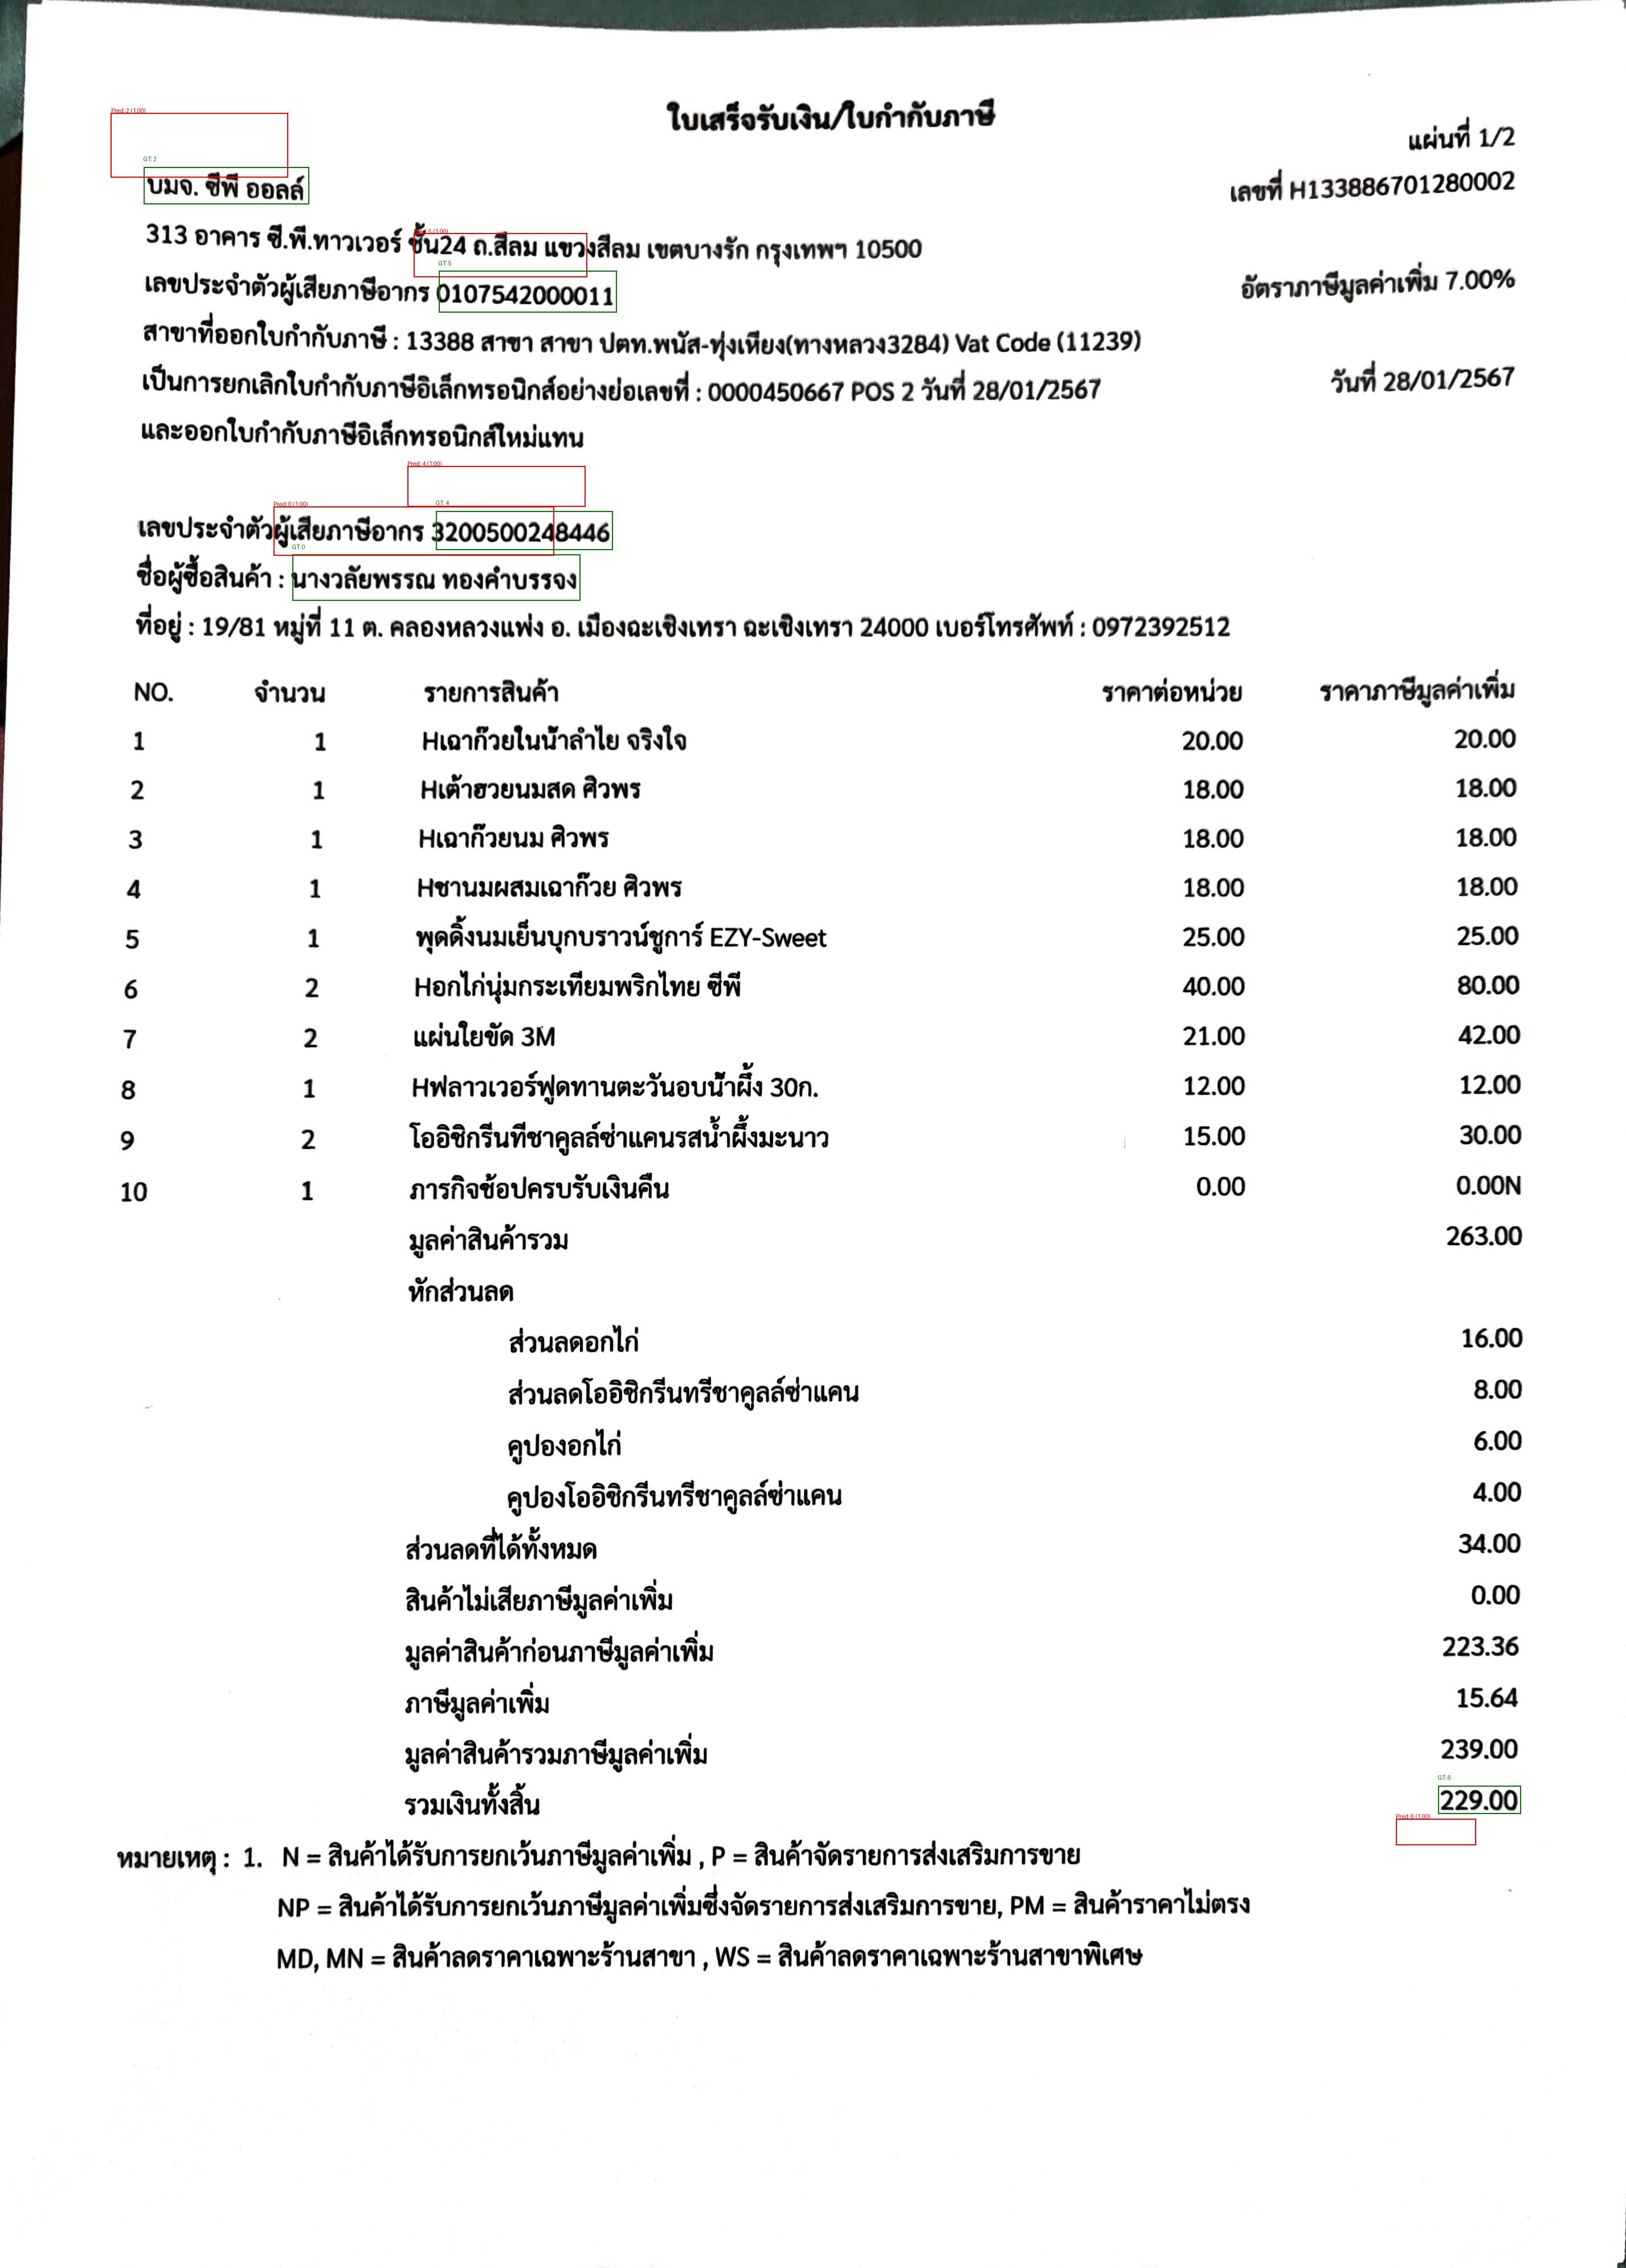 ใบเสร็จรับเงิน/ใบกำกับภาษี
แผ่นที่ 1/2
Pred: 2 (1.00)
GT: 2
บมจ. ซีพี ออลล์
เลขที่ H133886701280002
313 อาคาร ซี.พี.ทาวเวอร์ ชั้น24 ถ.สีลม แขวงสีลม เขตบางรัก กรุงเทพฯ 10500
GT: 5
เลขประจำตัวผู้เสียภาษีอากร 0107542000011
อัตราภาษีมูลค่าเพิ่ม 7.00%
สาขาที่ออกใบกำกับภาษี : 13388 สาขา สาขา ปตท.พนัส-ทุ่งเหียง(ทางหลวง3284) Vat Code (11239)
เป็นการยกเลิกใบกำกับภาษีอิเล็กทรอนิกส์อย่างย่อเลขที่ : 0000450667 POS 2 วันที่ 28/01/2567
วันที่ 28/01/2567
และออกใบกำกับภาษีอิเล็กทรอนิกส์ใหม่แทน
Pred: 4 (1.00)
Pred: 0 (1.00)
GT: 4
เลขประจำตัวผู้เสียภาษีอากร 3200500248446
GT: 0
ชื่อผู้ซื้อสินค้า : นางวลัยพรรณ ทองคำบรรจง
ที่อยู่ : 19/81 หมู่ที่ 11 ต. คลองหลวงแพ่ง อ. เมืองฉะเชิงเทรา ฉะเชิงเทรา 24000 เบอร์โทรศัพท์ : 0972392512
NO. จำนวน รายการสินค้า ราคาต่อหน่วย ราคาภาษีมูลค่าเพิ่ม
1 1 Hเฉาก๊วยในน้ำลำไย จริงใจ 20.00 20.00
2 1 Hเต้าฮวยนมสด ศิวพร 18.00 18.00
3 1 Hเฉาก๊วยนม ศิวพร 18.00 18.00
4 1 Hชานมผสมเฉาก๊วย ศิวพร 18.00 18.00
5 1 พุดดิ้งนมเย็นบุกบราวน์ชูการ์ EZY-Sweet 25.00 25.00
6 2 Hอกไก่นุ่มกระเทียมพริกไทย ซีพี 40.00 80.00
7 2 แผ่นใยขัด 3M 21.00 42.00
8 1 Hฟลาวเวอร์ฟูดทานตะวันอบน้ำผึ้ง 30ก. 12.00 12.00
9 2 โออิชิกรีนทีชาคูลล์ซ่าแคนรสน้ำผึ้งมะนาว 15.00 30.00
10 1 ภารกิจช้อปครบรับเงินคืน 0.00 0.00N
มูลค่าสินค้ารวม 263.00
หักส่วนลด
ส่วนลดอกไก่ 16.00
ส่วนลดโออิชิกรีนทรีชาคูลล์ซ่าแคน 8.00
คูปองอกไก่ 6.00
คูปองโออิชิกรีนทรีชาคูลล์ซ่าแคน 4.00
ส่วนลดที่ได้ทั้งหมด 34.00
สินค้าไม่เสียภาษีมูลค่าเพิ่ม 0.00
มูลค่าสินค้าก่อนภาษีมูลค่าเพิ่ม 223.36
ภาษีมูลค่าเพิ่ม 15.64
มูลค่าสินค้ารวมภาษีมูลค่าเพิ่ม 239.00
GT: 6
รวมเงินทั้งสิ้น 229.00
Pred: 6 (1.00)
หมายเหตุ : 1. N = สินค้าได้รับการยกเว้นภาษีมูลค่าเพิ่ม , P = สินค้าจัดรายการส่งเสริมการขาย
NP = สินค้าได้รับการยกเว้นภาษีมูลค่าเพิ่มซึ่งจัดรายการส่งเสริมการขาย, PM = สินค้าราคาไม่ตรง
MD, MN = สินค้าลดราคาเฉพาะร้านสาขา , WS = สินค้าลดราคาเฉพาะร้านสาขาพิเศษ